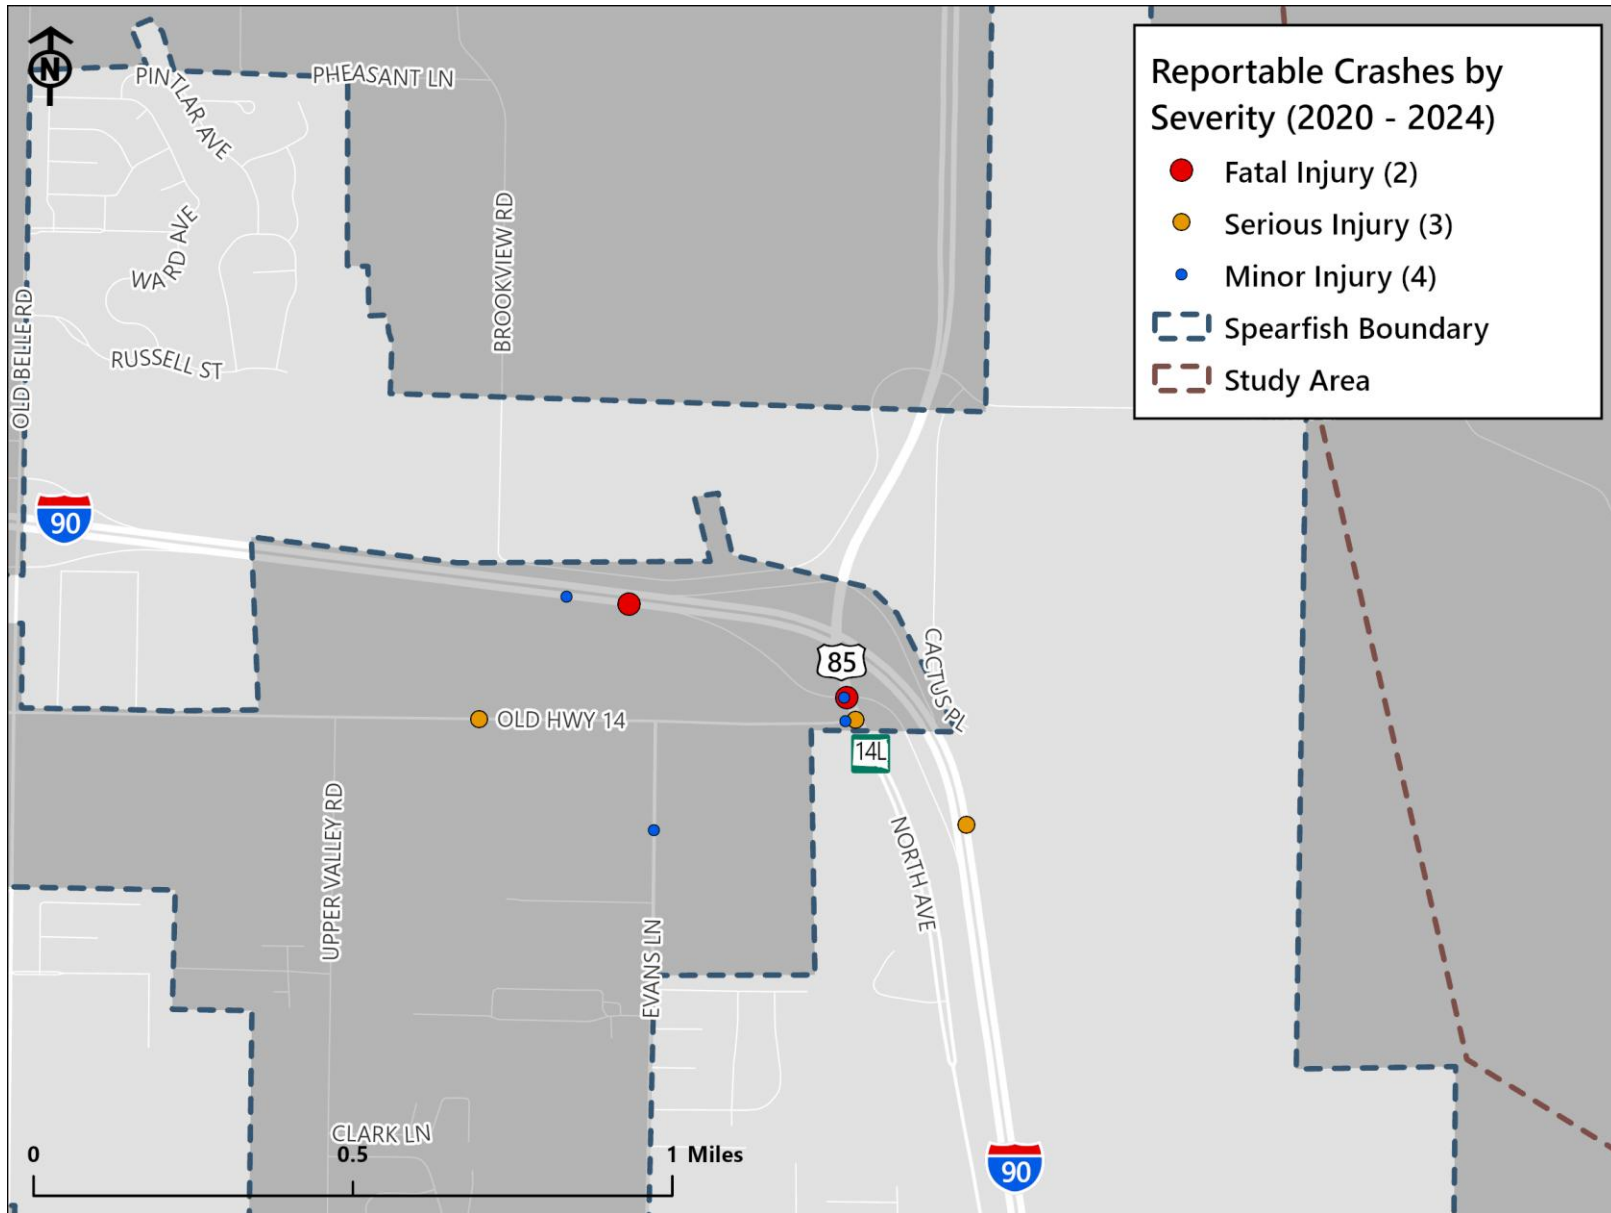 N
PINTLAR AVE
PHEASANT LN
WARD AVE
RUSSELL ST
OLD BELLE RD
BROOKVIEW RD
Reportable Crashes by
Severity (2020 - 2024)
Fatal Injury (2)
Serious Injury (3)
Minor Injury (4)
Spearfish Boundary
Study Area
90
85
CACTUS PL
OLD HWY 14
14L
UPPER VALLEY RD
NORTH AVE
EVANS LN
CLARK LN
0 0.5 1 Miles
90